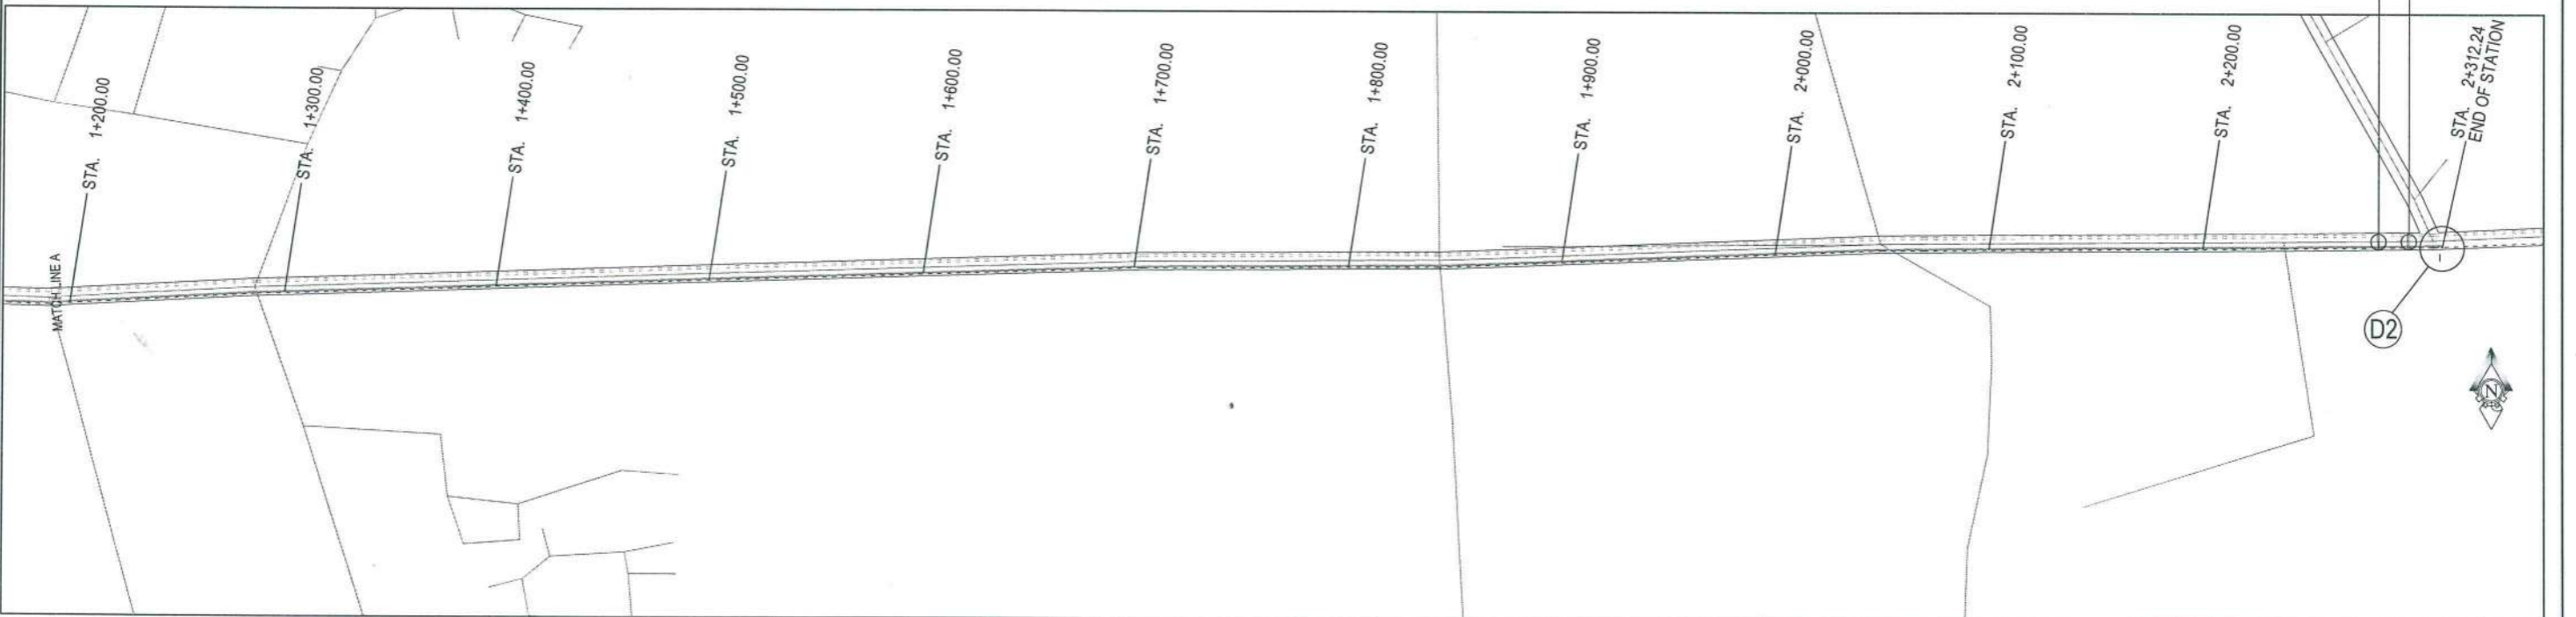 STA. 1+200.00
STA. 1+300.00
STA. 1+400.00
STA. 1+500.00
STA. 1+600.00
STA. 1+700.00
STA. 1+800.00
STA. 1+900.00
STA. 2+000.00
STA. 2+100.00
STA. 2+200.00
STA. 2+312.24
END OF STATION
MATCH LINE A
D2
N